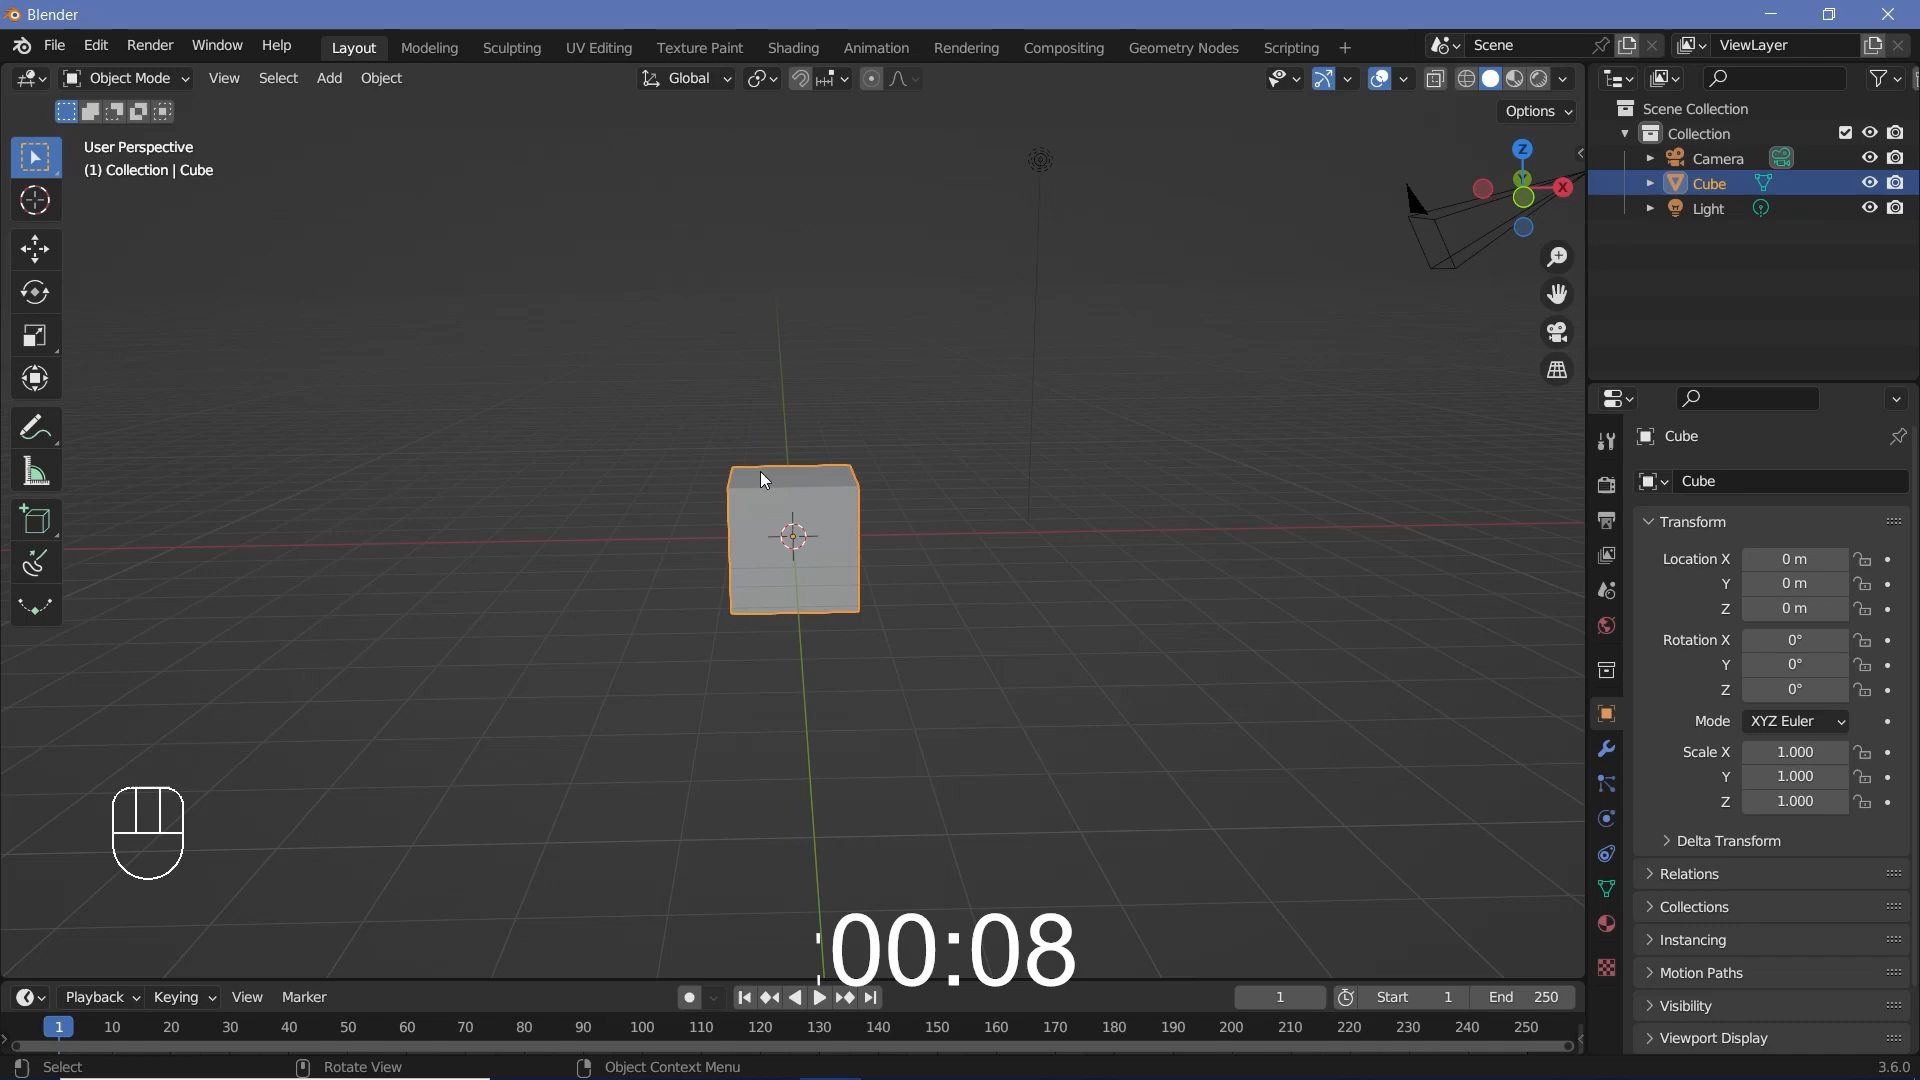 Blender
File Edit Render Window Help Layout Modeling Sculpting UV Editing Texture Paint Shading Animation Rendering Compositing Geometry Nodes Scripting + Scene ViewLayer
Object Mode View Select Add Object Global
Options
User Perspective
(1) Collection | Cube
Z
Y
X
Scene Collection
Collection
Camera
Cube
Light
Cube
Cube
Transform
Location X 0 m
Y 0 m
Z 0 m
Rotation X 0°
Y 0°
Z 0°
Mode XYZ Euler
Scale X 1.000
Y 1.000
Z 1.000
Delta Transform
Relations
Collections
Instancing
Motion Paths
Visibility
Viewport Display
:00:08
Playback Keying View Marker 1 Start 1 End 250
1 10 20 30 40 50 60 70 80 90 100 110 120 130 140 150 160 170 180 190 200 210 220 230 240 250
Select Rotate View Object Context Menu 3.6.0